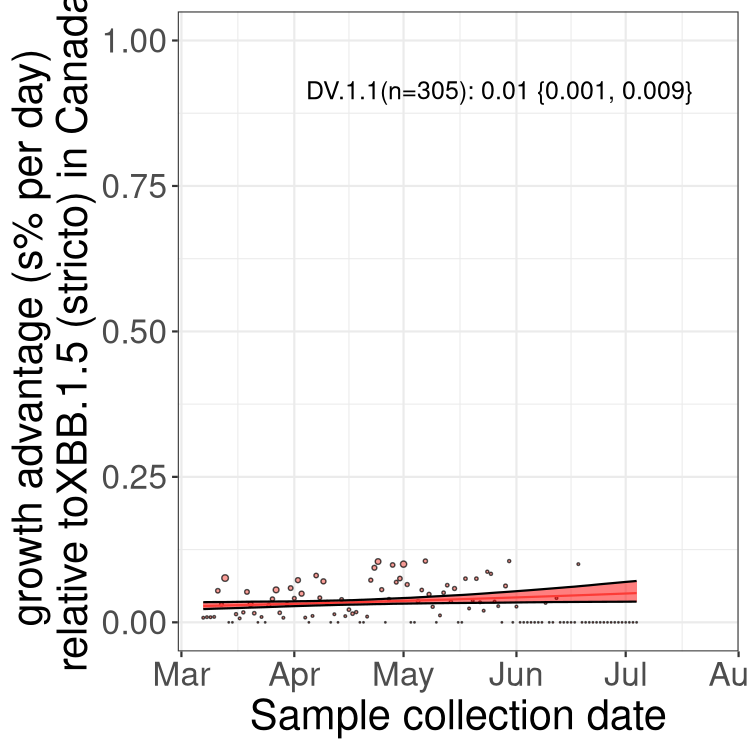 growth advantage (s% per day)
relative toXBB.1.5 (stricto) in Canada
1.00
0.75
0.50
0.25
0.00
DV.1.1(n=305): 0.01 {0.001, 0.009}
Mar Apr May Jun Jul Au
Sample collection date